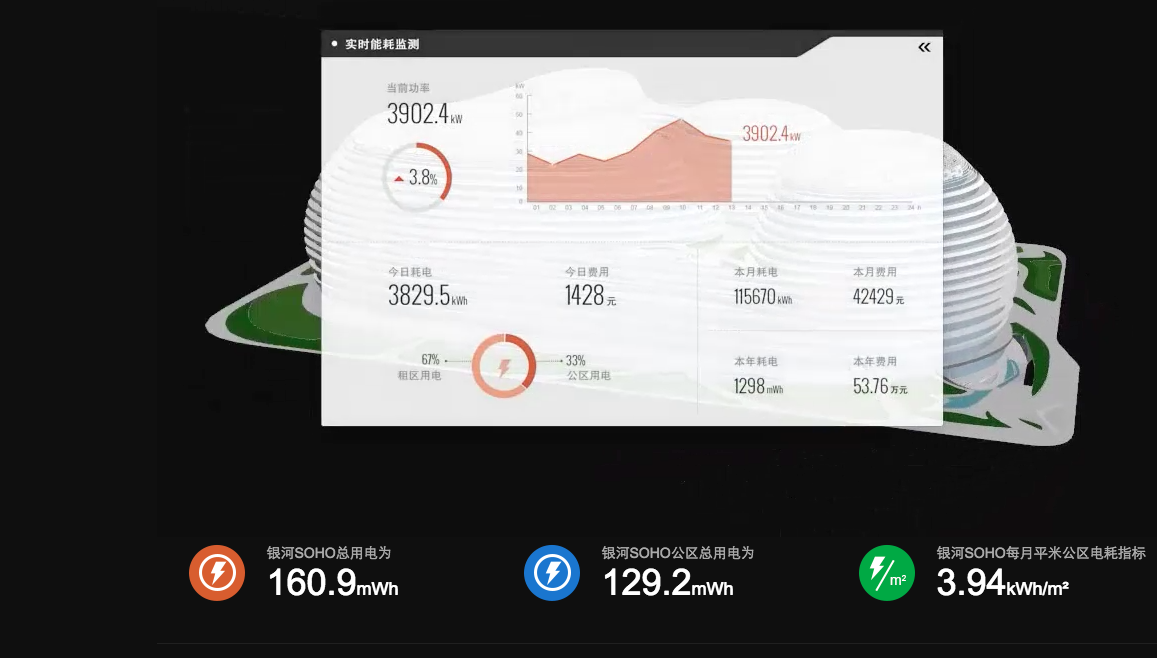 实时能耗监测
«
当前功率
3902.4 kW
3.8%
kW
60
50
40
30
20
10
0
3902.4 kW
01 02 03 04 05 06 07 08 09 10 11 12 13 14 15 16 17 18 19 20 21 22 23 24 h
今日耗电
3829.5 kWh
今日费用
1428 元
67%
租区用电
33%
公区用电
本月耗电
115670 kWh
本月费用
42429 元
本年耗电
1298 mWh
本年费用
53.76 万元
银河SOHO总用电为
160.9mWh
银河SOHO公区总用电为
129.2mWh
m²
银河SOHO每月平米公区电耗指标
3.94kWh/m²